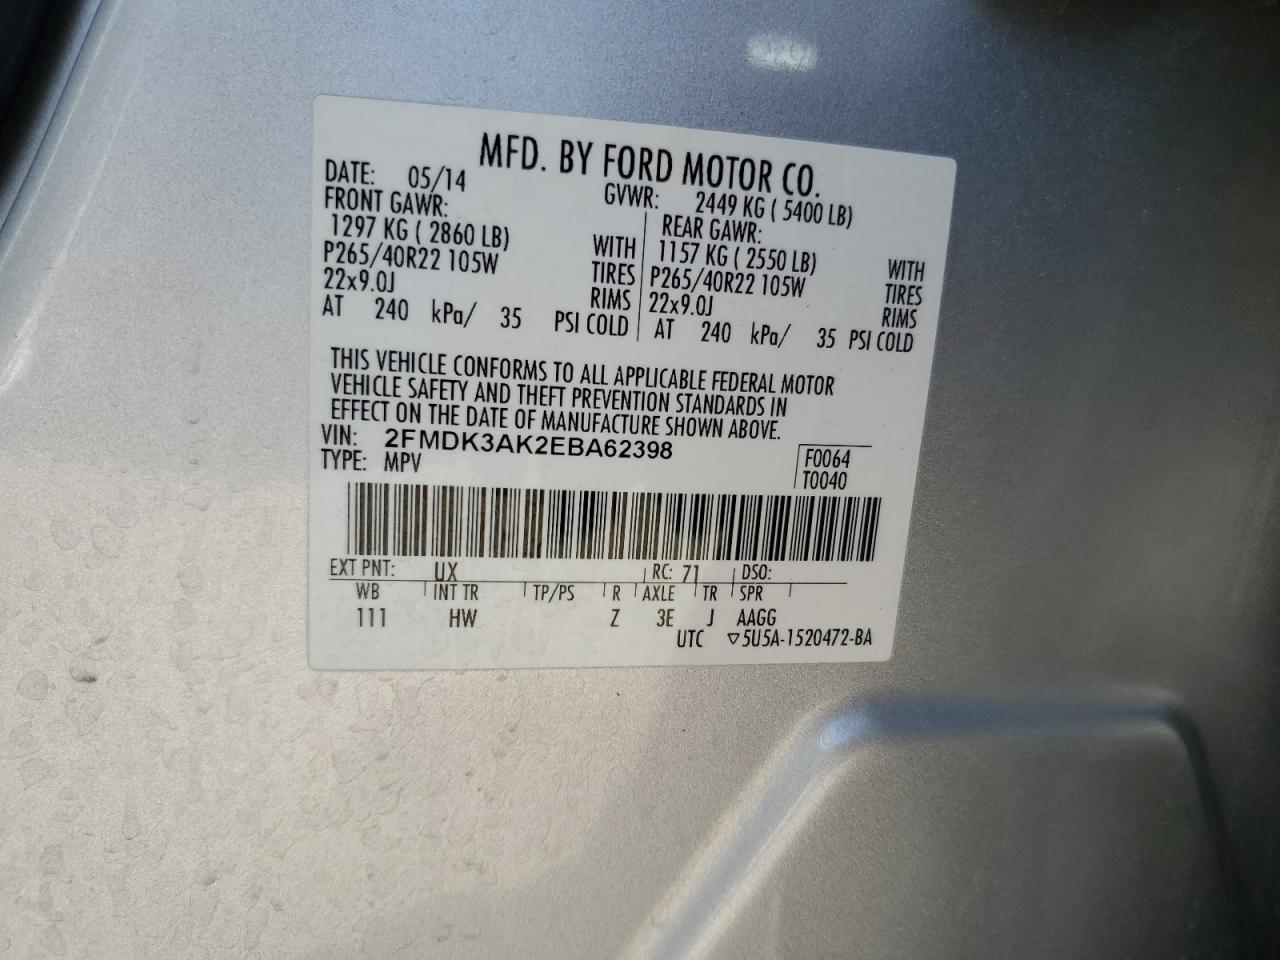 MFD. BY FORD MOTOR CO.
DATE: 05/14 GVWR: 2449 KG ( 5400 LB)
FRONT GAWR: REAR GAWR:
1297 KG ( 2860 LB) WITH 1157 KG ( 2550 LB) WITH
P265/40R22 105W TIRES P265/40R22 105W TIRES
22x9.0J RIMS 22x9.0J RIMS
AT 240 kPa/ 35 PSI COLD AT 240 kPa/ 35 PSI COLD
THIS VEHICLE CONFORMS TO ALL APPLICABLE FEDERAL MOTOR
VEHICLE SAFETY AND THEFT PREVENTION STANDARDS IN
EFFECT ON THE DATE OF MANUFACTURE SHOWN ABOVE.
VIN: 2FMDK3AK2EBA62398 F0064
TYPE: MPV T0040
EXT PNT: UX RC: 71 DSO:
WB INT TR TP/PS R AXLE TR SPR
111 HW Z 3E J AAGG
UTC ▽5U5A-1520472-BA